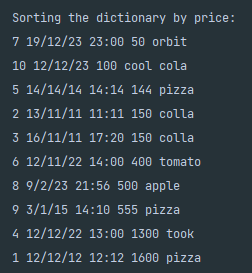 Sorting the dictionary by price:
7 19/12/23 23:00 50 orbit
10 12/12/23 100 cool cola
5 14/14/14 14:14 144 pizza
2 13/11/11 11:11 150 colla
3 16/11/11 17:20 150 colla
6 12/11/22 14:00 400 tomato
8 9/2/23 21:56 500 apple
9 3/1/15 14:10 555 pizza
4 12/12/22 13:00 1300 took
1 12/12/12 12:12 1600 pizza